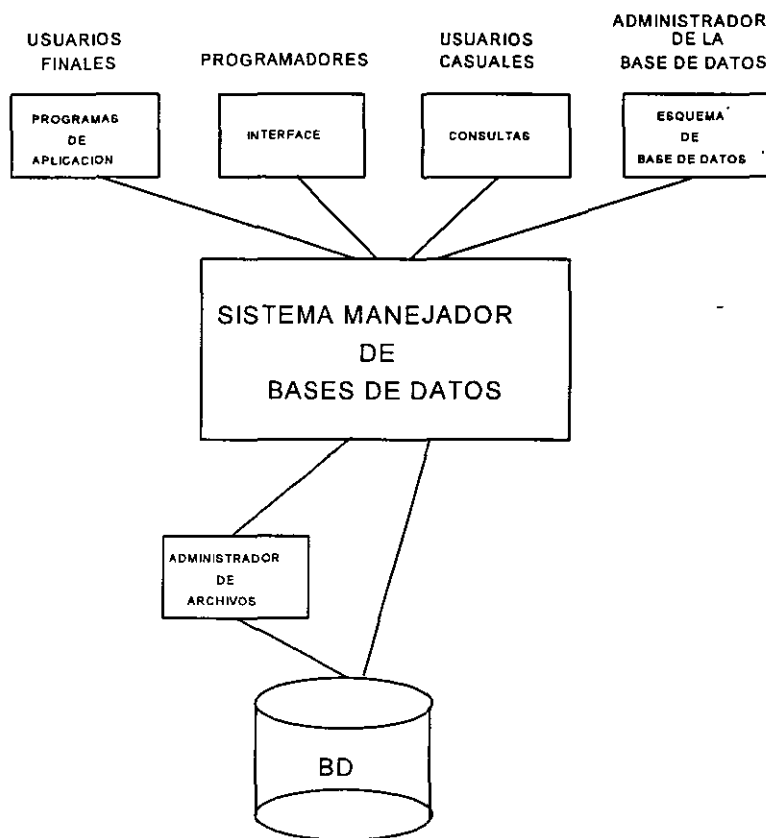 USUARIOS
FINALES
PROGRAMADORES
USUARIOS
CASUALES
ADMINISTRADOR
DE LA
BASE DE DATOS
PROGRAMAS
DE
APLICACION
INTERFACE
CONSULTAS
ESQUEMA
DE
BASE DE DATOS
SISTEMA MANEJADOR
DE
BASES DE DATOS
ADMINISTRADOR
DE
ARCHIVOS
BD